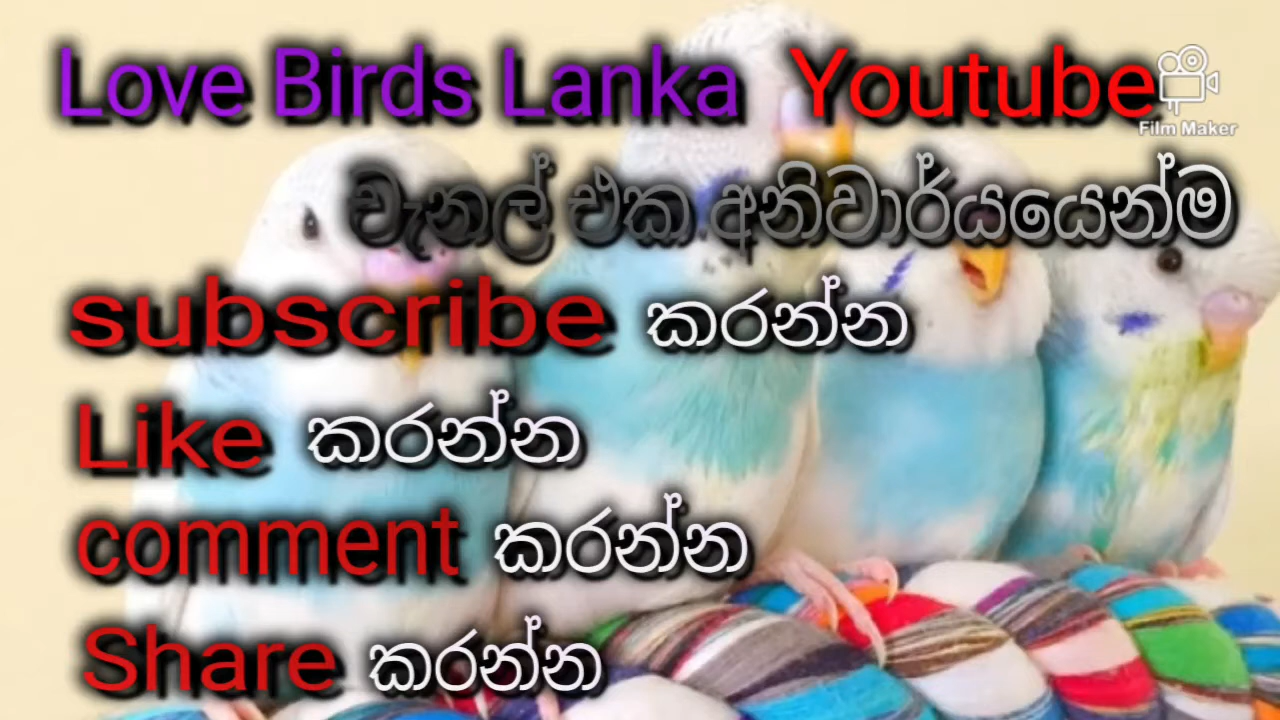 Love Birds Lanka Youtube
Film Maker
චැනල් එක අනිවාර්යයෙන්ම
subscribe කරන්න
Like කරන්න
comment කරන්න
Share කරන්න